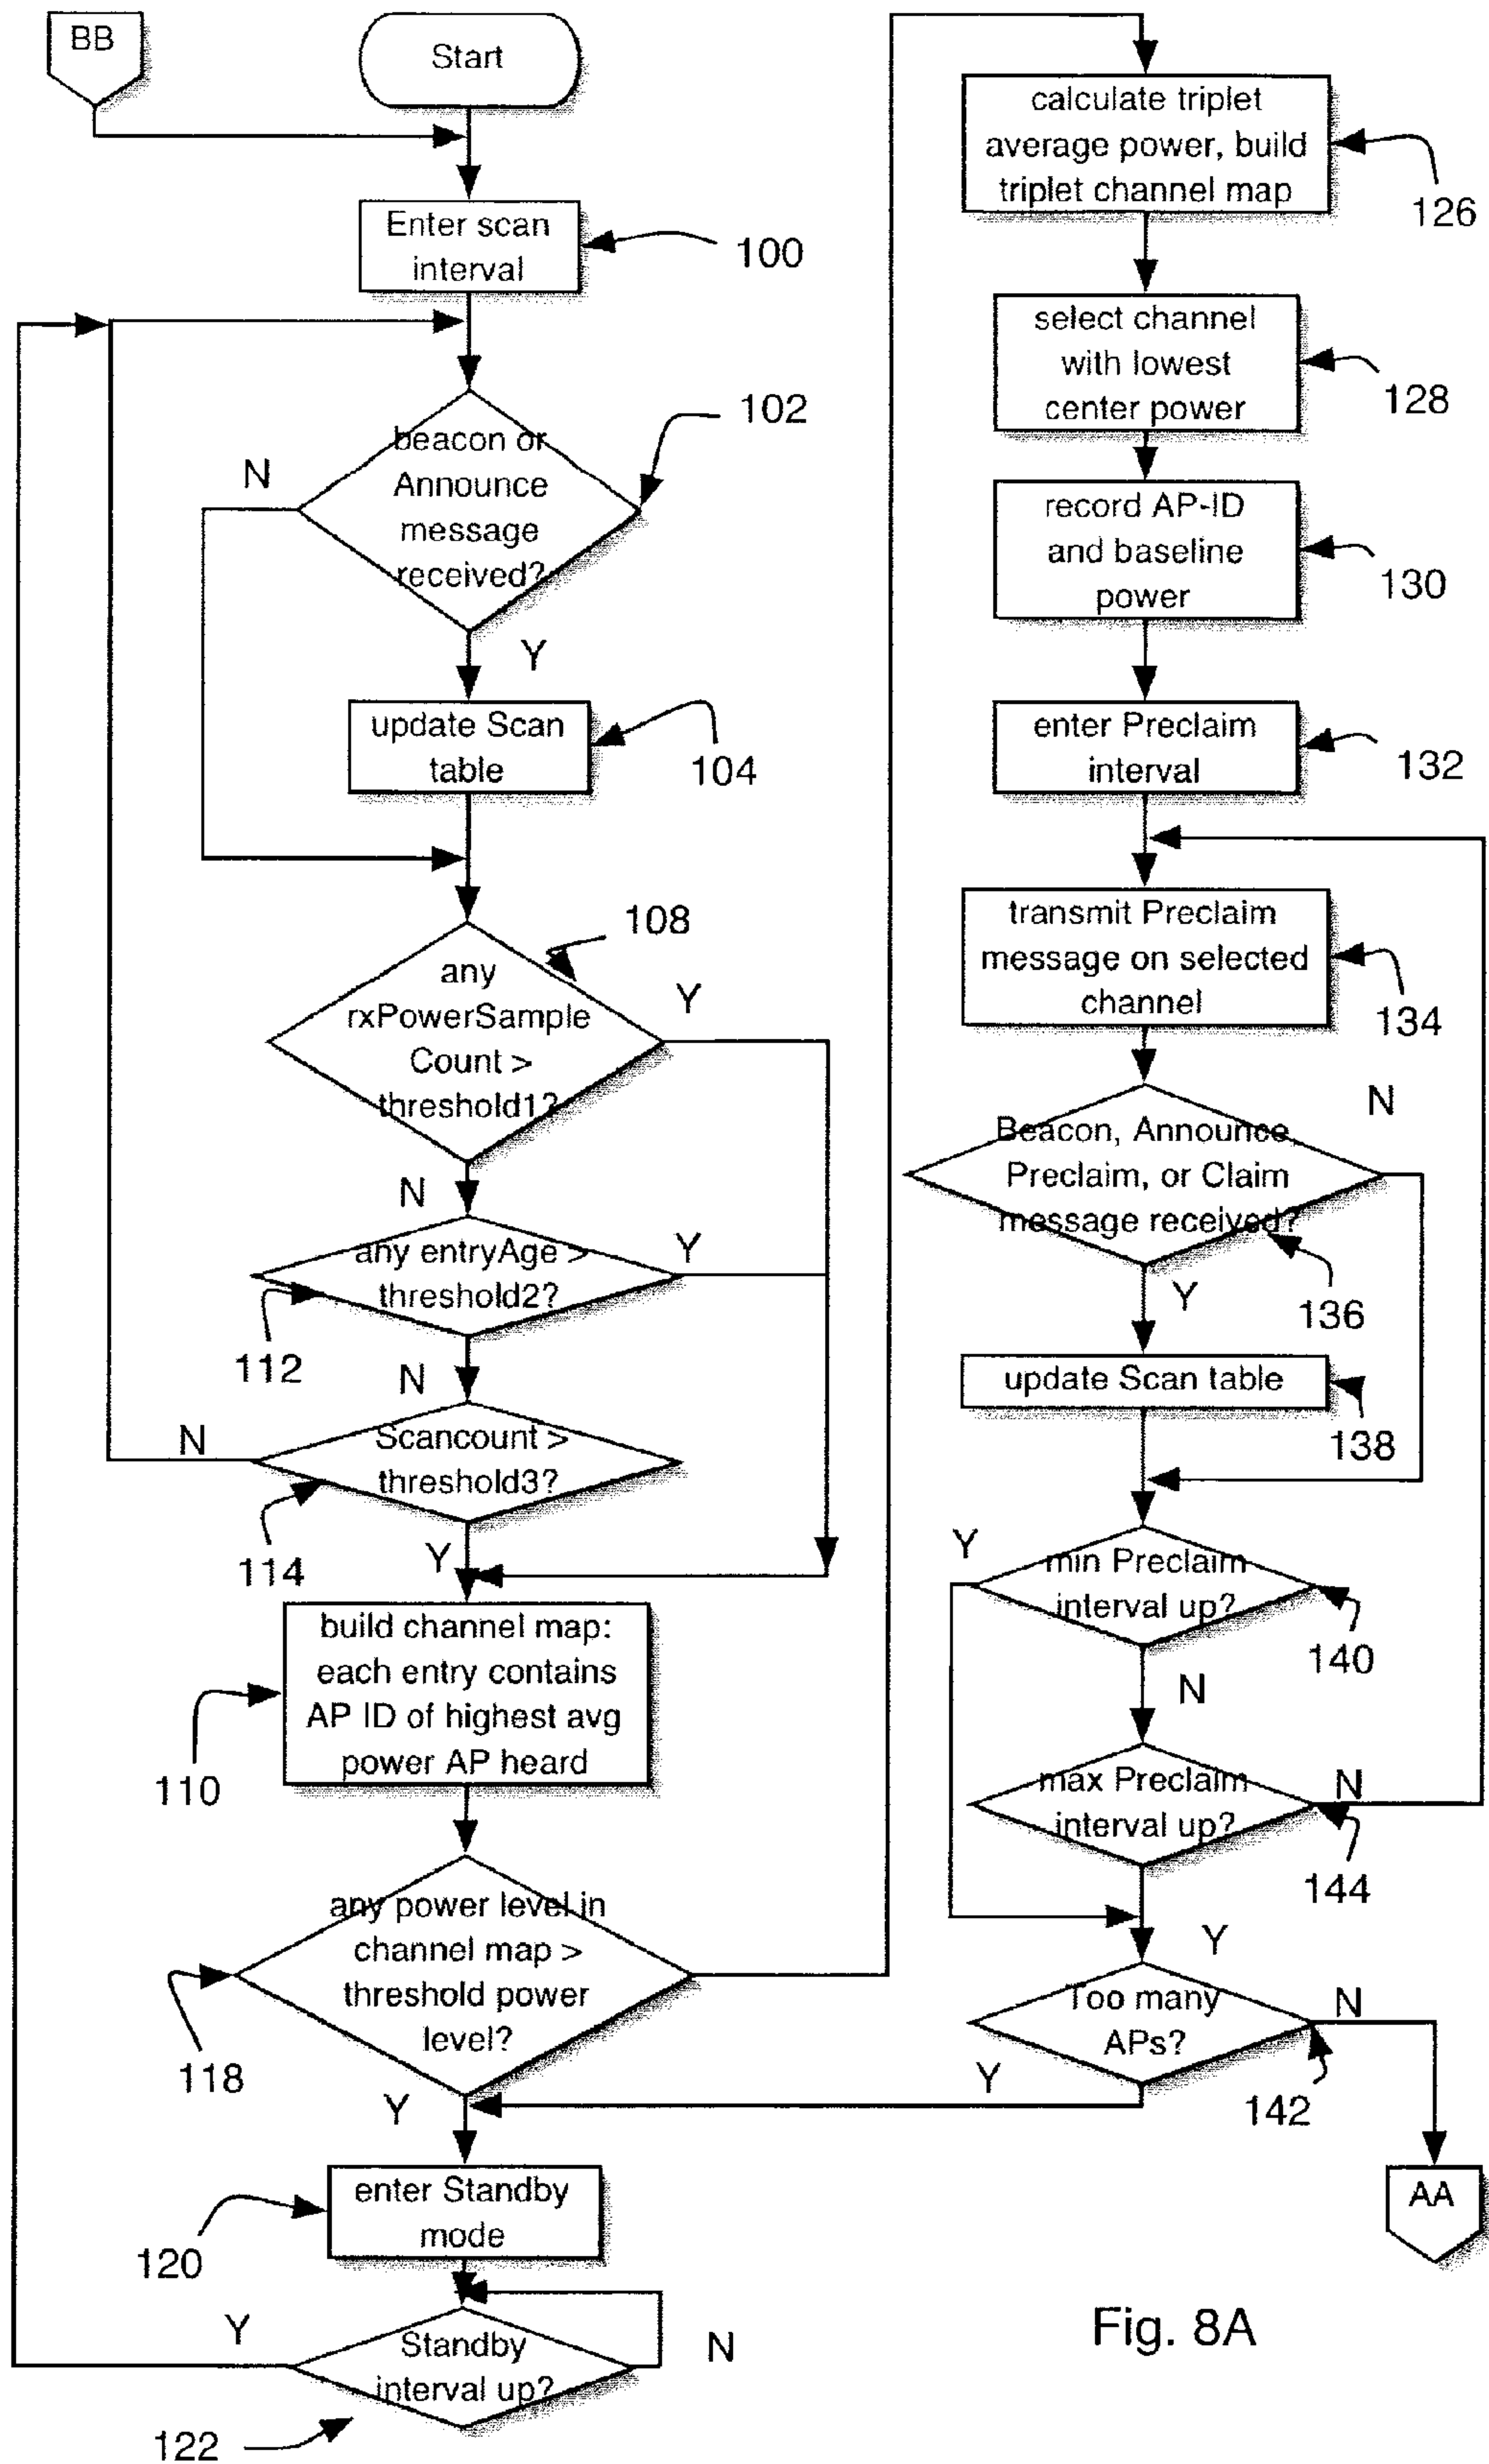 BB
Start
Enter scan
interval
100
beacon or
Announce
message
received?
102
N
Y
update Scan
table
104
any
rxPowerSample
Count >
threshold1?
108
Y
N
any entryAge >
threshold2?
Y
112
N
Scancount >
threshold3?
N
114
Y
build channel map:
each entry contains
AP ID of highest avg
power AP heard
110
any power level in
channel map >
threshold power
level?
118
Y
enter Standby
mode
120
Standby
interval up?
Y
N
122
calculate triplet
average power, build
triplet channel map
126
select channel
with lowest
center power
128
record AP-ID
and baseline
power
130
enter Preclaim
interval
132
transmit Preclaim
message on selected
channel
134
Beacon, Announce,
Preclaim, or Claim
message received?
N
136
Y
update Scan table
138
min Preclaim
interval up?
Y
140
N
max Preclaim
interval up?
N
144
Y
Too many
APs?
N
Y
142
AA
Fig. 8A